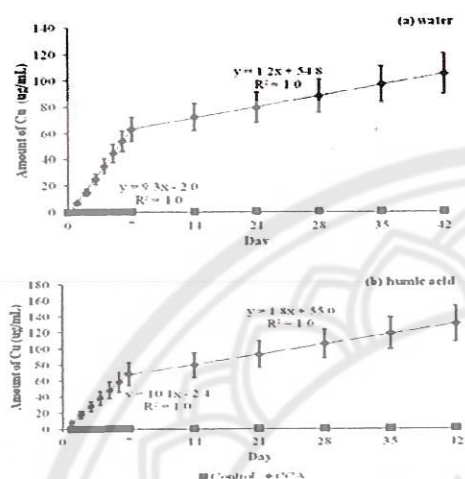 (a) water
140
120
100
80
60
40
20
0
Amount of Cu (ug/mL)
y = 1.2x + 54.8
R² = 1.0
y = 9.3x - 2.0
R² = 1.0
0 7 14 21 28 35 42
Day
(b) humic acid
180
160
140
120
100
80
60
40
20
0
Amount of Cu (ug/mL)
y = 1.8x + 55.0
R² = 1.0
y = 10.4x - 2.4
R² = 1.0
0 7 14 21 28 35 42
Day
Control CCA